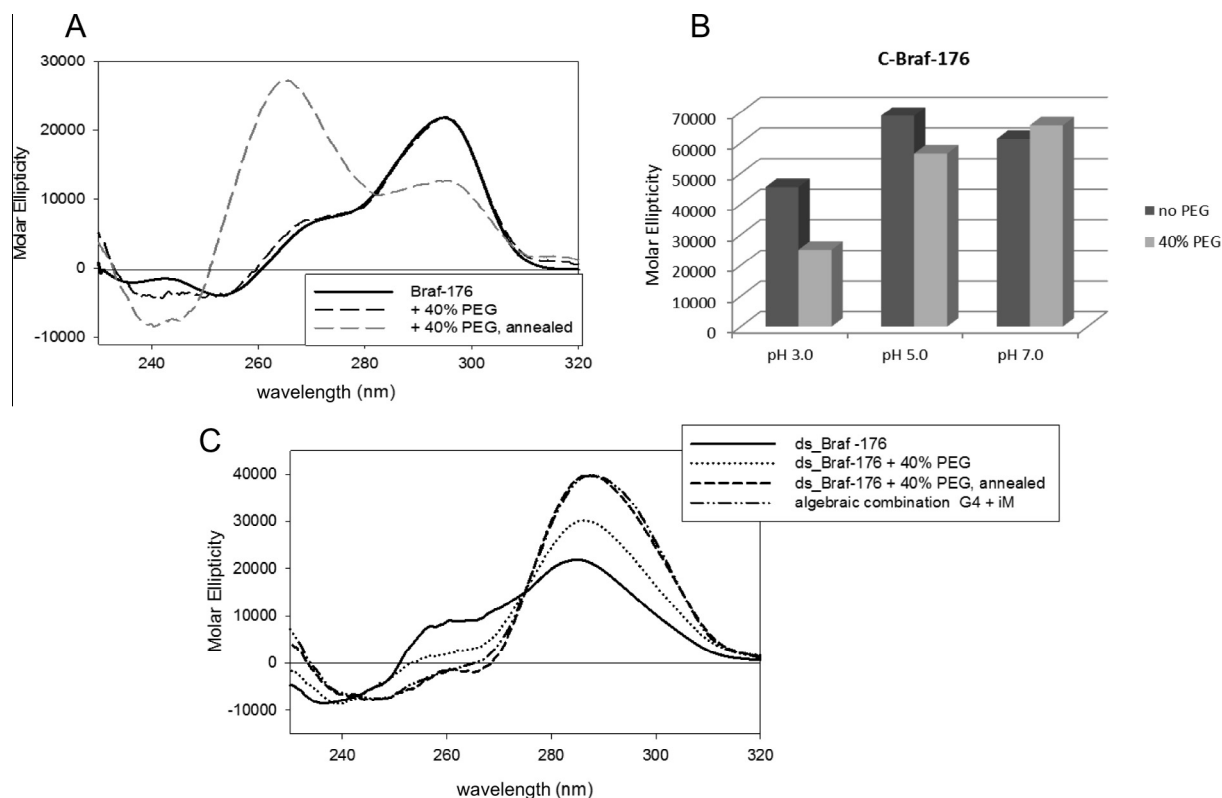 A
Molar Ellipticity
30000
20000
10000
0
-10000
240
260
280
300
320
wavelength (nm)
Braf-176
+ 40% PEG
+ 40% PEG, annealed
B
C-Braf-176
Molar Ellipticity
70000
60000
50000
40000
30000
20000
10000
0
pH 3.0
pH 5.0
pH 7.0
no PEG
40% PEG
C
Molar Ellipticity
40000
30000
20000
10000
0
-10000
240
260
280
300
320
wavelength (nm)
ds_Braf -176
ds_Braf-176 + 40% PEG
ds_Braf-176 + 40% PEG, annealed
algebraic combination G4 + iM